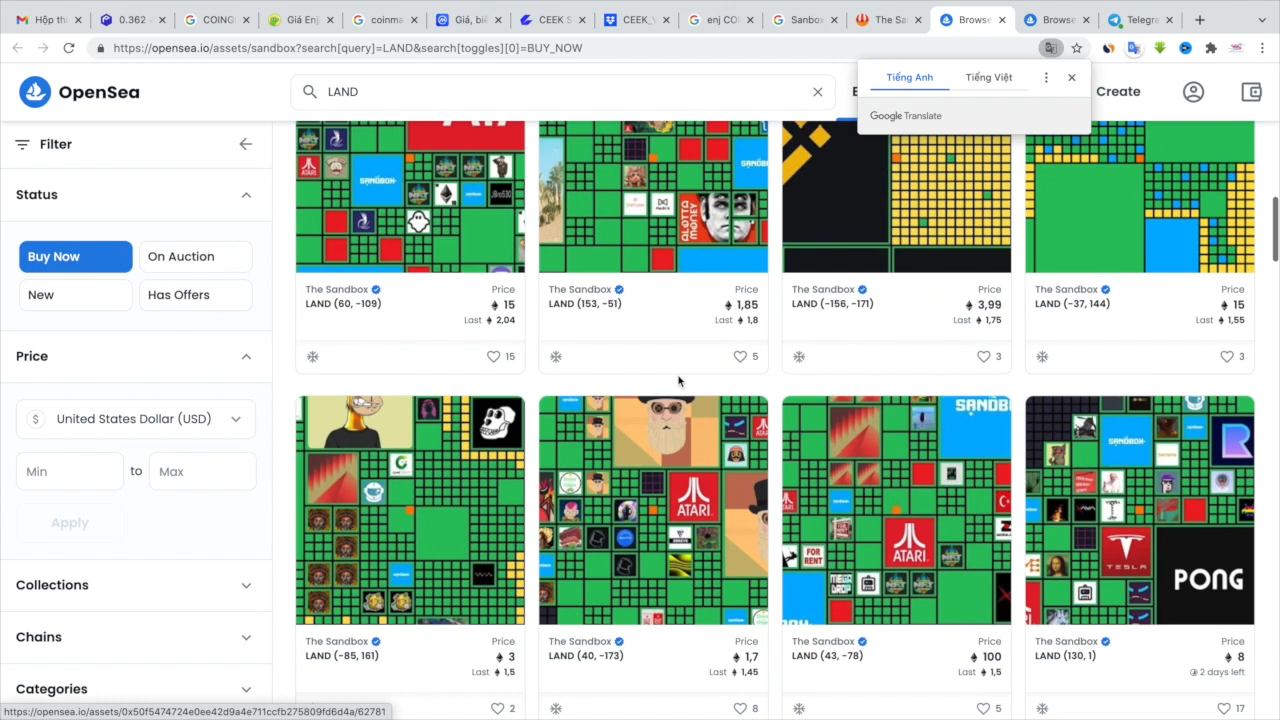 Hộp th
0.362
COING
Giá Enj
coinma
Giá, biể
CEEK S
CEEK_V
enj COI
Sanbox
The Sa
Browse
Browse
Telegra
https://opensea.io/assets/sandbox?search[query]=LAND&search[toggles][0]=BUY_NOW
OpenSea
LAND
Create
Tiếng Anh
Tiếng Việt
Google Translate
Filter
Status
Buy Now
On Auction
New
Has Offers
Price
United States Dollar (USD)
Min
to
Max
Apply
Collections
Chains
Categories
ATARI
SANDBOX
ALOTTA
MONEY
The Sandbox Price
LAND (60, -109) 15
Last 2,04
15
The Sandbox Price
LAND (153, -51) 1,85
Last 1,8
5
The Sandbox Price
LAND (-156, -171) 3,99
Last 1,75
3
The Sandbox Price
LAND (-37, 144) 15
Last 1,55
3
ATARI
SANDBOX
FOR
RENT
MEGA
DROP
ATARI
SANDBOX
TESLA
PONG
The Sandbox Price
LAND (-85, 161) 3
Last 1,5
2
The Sandbox Price
LAND (40, -173) 1,7
Last 1,45
8
The Sandbox Price
LAND (43, -78) 100
Last 1,5
5
The Sandbox Price
LAND (130, 1) 8
2 days left
17
https://opensea.io/assets/0x50f5474724e0ee42d9a4e711ccfb275809fd6d4a/62781